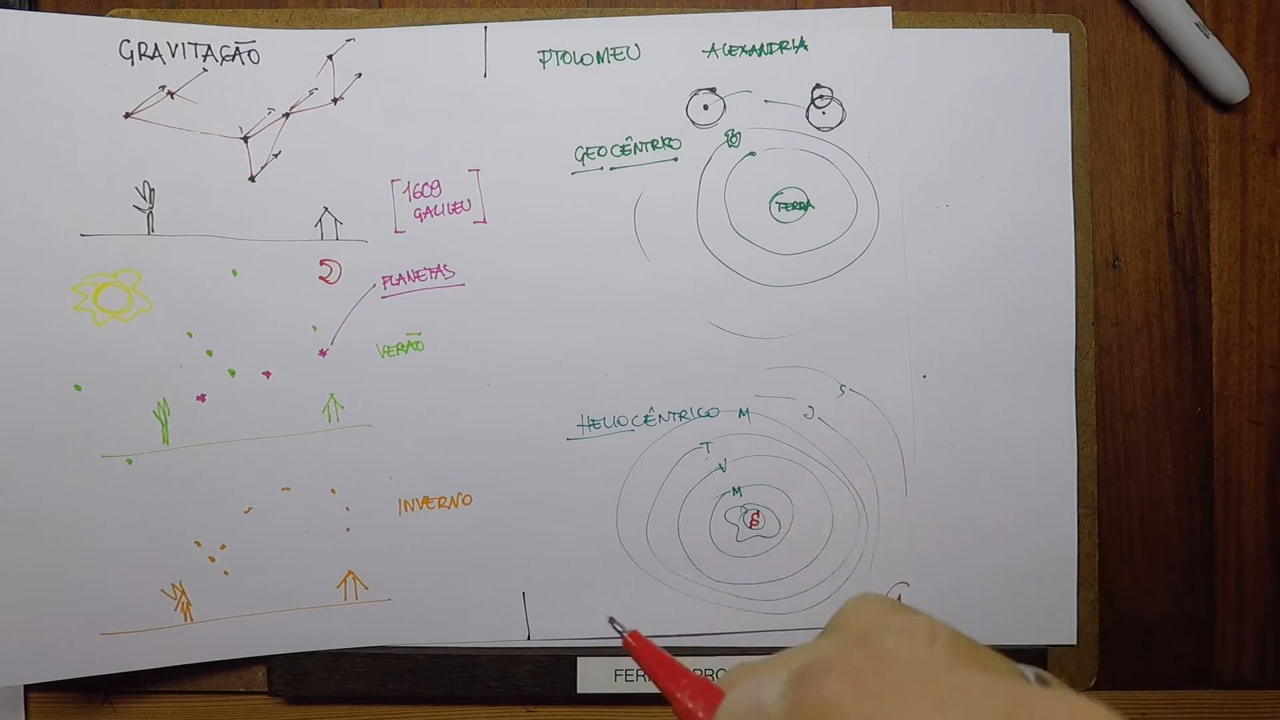 GRAVITAÇÃO
[1609
GALILEU]
PLANETAS
VERÃO
INVERNO
PTOLOMEU ALEXANDRIA
GEOCÊNTRICO
TERRA
HELIOCÊNTRICO
M
J
S
T
V
M
S